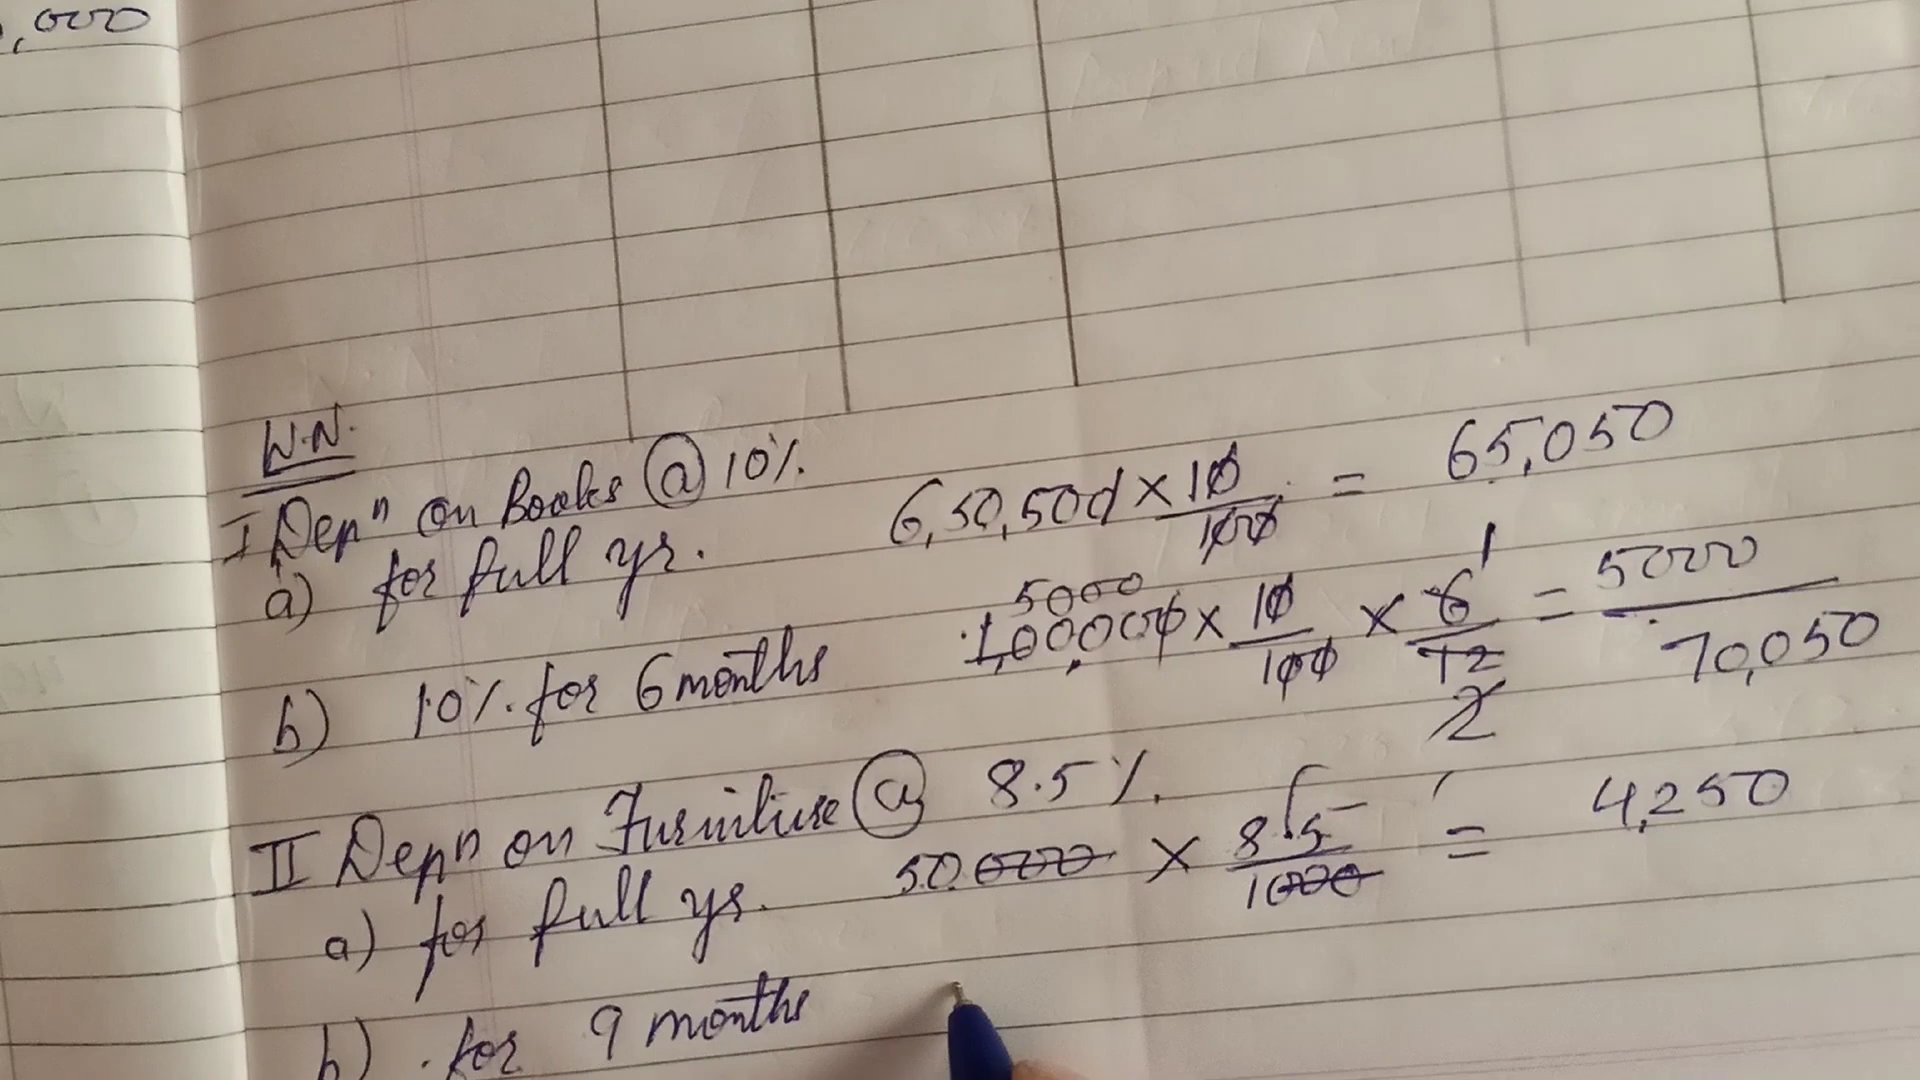 ,000
W.N.
I Depn on Books @ 10%
a) for full yr. 6,50,500 x 10/100 = 65,050
5000 1
b) 10% for 6 months 1,00,000 x 10/100 x 6/12 = 5000
2 70,050
II Depn on Furniture @ 8.5%
a) for full yr. 50,000 x 85/1000 = 4,250
b) for 9 months